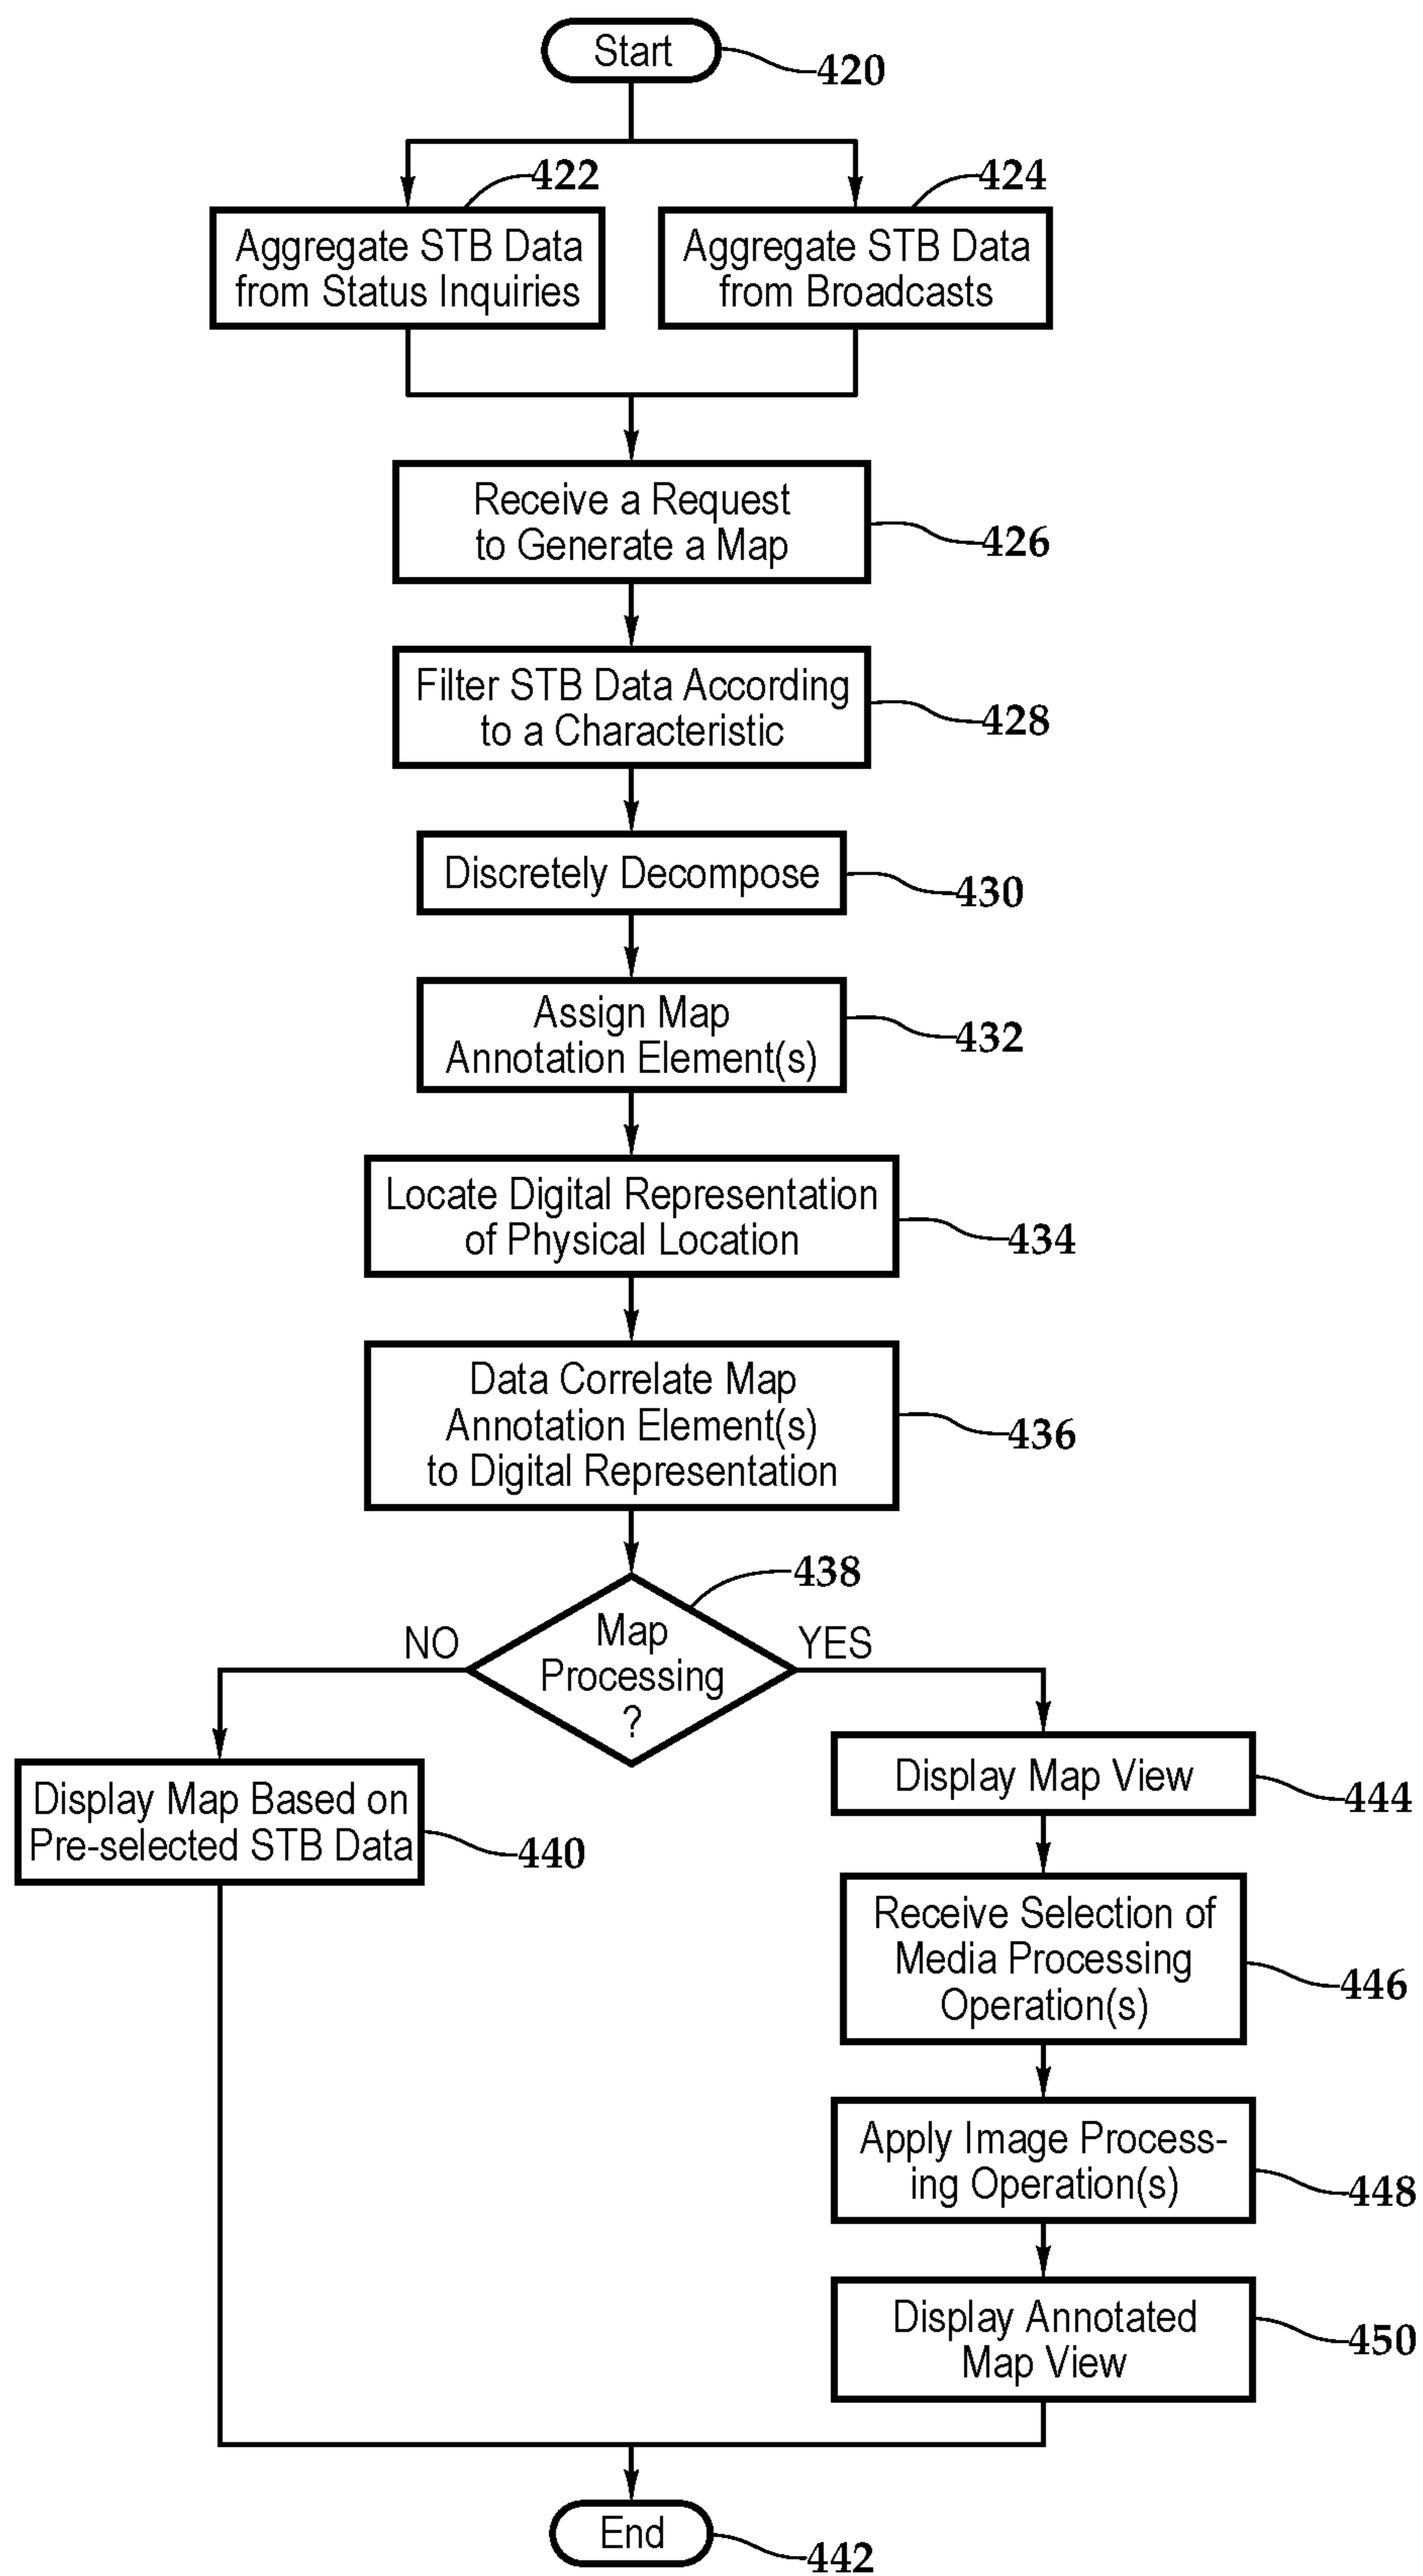 Start
420
422
424
Aggregate STB Data
from Status Inquiries
Aggregate STB Data
from Broadcasts
Receive a Request
to Generate a Map
426
Filter STB Data According
to a Characteristic
428
Discretely Decompose
430
Assign Map
Annotation Element(s)
432
Locate Digital Representation
of Physical Location
434
Data Correlate Map
Annotation Element(s)
to Digital Representation
436
438
Map
Processing
?
NO
YES
Display Map Based on
Pre-selected STB Data
440
Display Map View
444
Receive Selection of
Media Processing
Operation(s)
446
Apply Image Process-
ing Operation(s)
448
Display Annotated
Map View
450
End
442